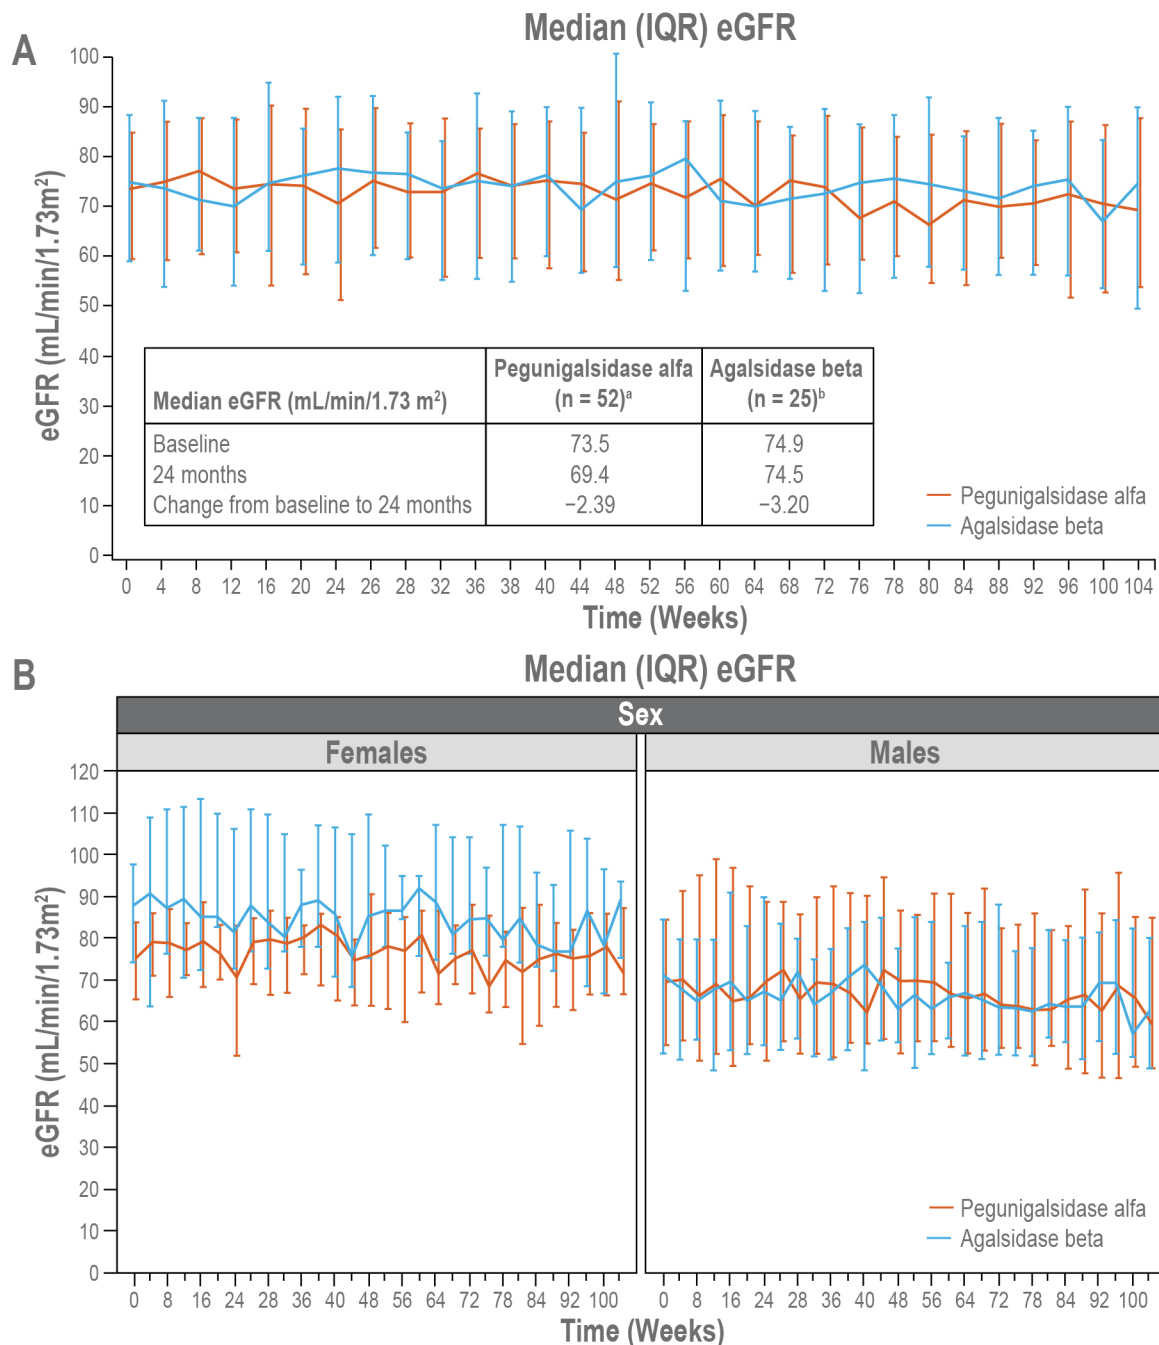 A
Median (IQR) eGFR
100
90
80
70
60
50
40
30
20
10
0
eGFR (mL/min/1.73m²)
Median eGFR (mL/min/1.73 m²) Pegunigalsidase alfa (n = 52)ᵃ Agalsidase beta (n = 25)ᵇ
Baseline 73.5 74.9
24 months 69.4 74.5
Change from baseline to 24 months −2.39 −3.20
Pegunigalsidase alfa
Agalsidase beta
0 4 8 12 16 20 24 26 28 32 36 38 40 44 48 52 56 60 64 68 72 76 80 84 88 92 96 100 104
Time (Weeks)
B
Median (IQR) eGFR
Sex
Females Males
120
110
100
90
80
70
60
50
40
30
20
10
0
eGFR (mL/min/1.73m²)
Pegunigalsidase alfa
Agalsidase beta
0 8 16 24 32 40 48 56 64 72 84 92 100 0 8 16 24 28 36 40 48 56 64 72 78 84 92 100
Time (Weeks)